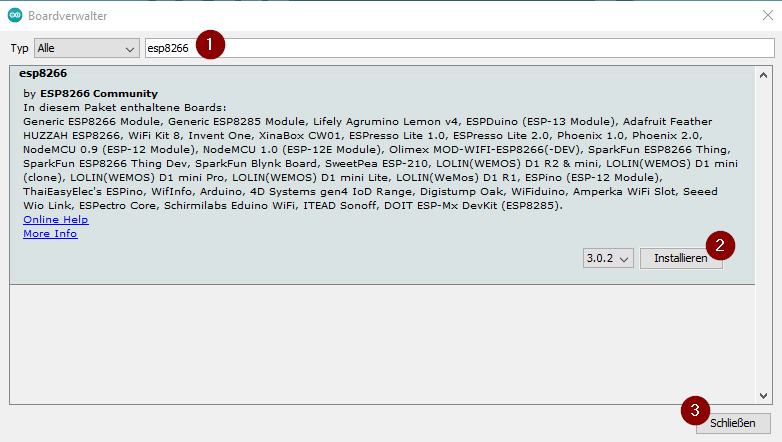 Boardverwalter
Typ Alle esp8266 1
esp8266
by ESP8266 Community
In diesem Paket enthaltene Boards:
Generic ESP8266 Module, Generic ESP8285 Module, Lifely Agrumino Lemon v4, ESPDuino (ESP-13 Module), Adafruit Feather
HUZZAH ESP8266, WiFi Kit 8, Invent One, XinaBox CW01, ESPresso Lite 1.0, ESPresso Lite 2.0, Phoenix 1.0, Phoenix 2.0,
NodeMCU 0.9 (ESP-12 Module), NodeMCU 1.0 (ESP-12E Module), Olimex MOD-WIFI-ESP8266(-DEV), SparkFun ESP8266 Thing,
SparkFun ESP8266 Thing Dev, SparkFun Blynk Board, SweetPea ESP-210, LOLIN(WEMOS) D1 R2 & mini, LOLIN(WEMOS) D1 mini
(clone), LOLIN(WEMOS) D1 mini Pro, LOLIN(WEMOS) D1 mini Lite, LOLIN(WeMos) D1 R1, ESPino (ESP-12 Module),
ThaiEasyElec's ESPino, WifInfo, Arduino, 4D Systems gen4 IoD Range, Digistump Oak, WiFiduino, Amperka WiFi Slot, Seeed
Wio Link, ESPectro Core, Schirmilabs Eduino WiFi, ITEAD Sonoff, DOIT ESP-Mx DevKit (ESP8285).
Online Help
More Info
2
3.0.2 Installieren
3
Schließen